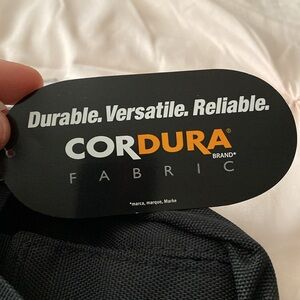 Durable. Versatile. Reliable.
CORDURA®
BRAND*
FABRIC
*marca, marque, Marke